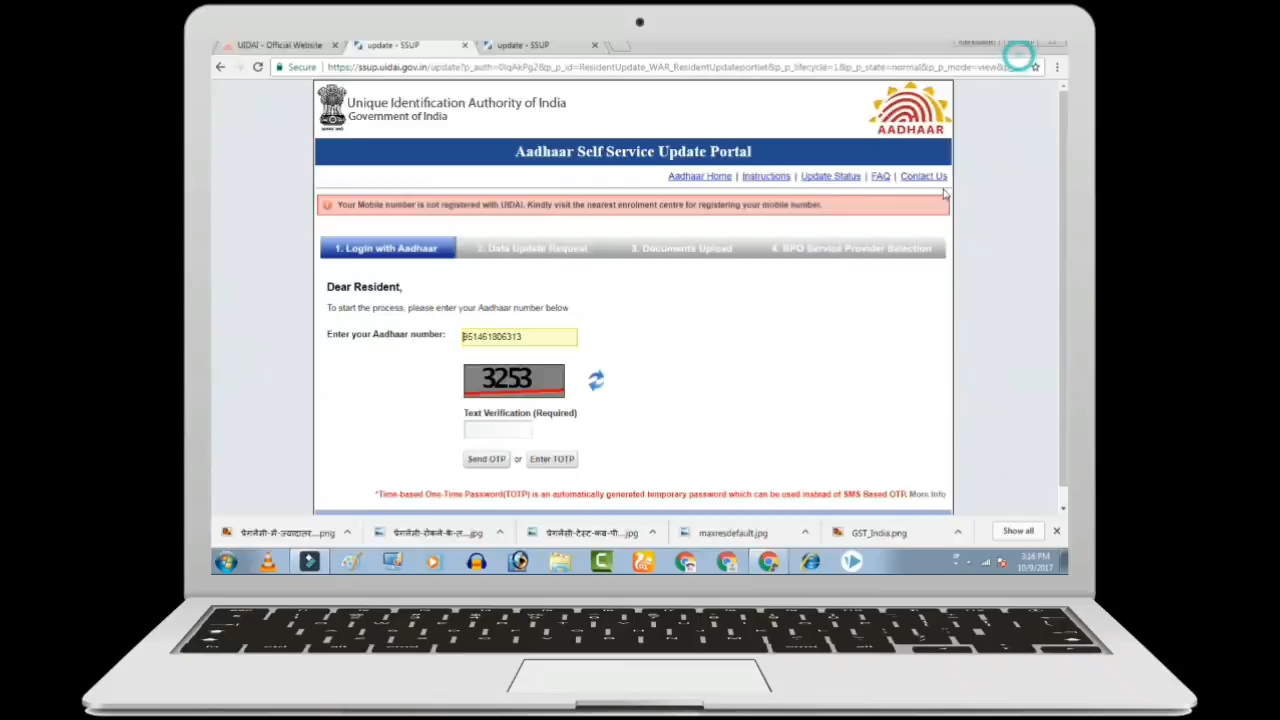 UIDAI - Official Website
update - SSUP
update - SSUP
Secure
Unique Identification Authority of India
Government of India
AADHAAR
Aadhaar Self Service Update Portal
Aadhaar Home | Instructions | Update Status | FAQ | Contact Us
Your Mobile number is not registered with UIDAI. Kindly visit the nearest enrolment centre for registering your mobile number.
1. Login with Aadhaar
2. Data Update Request
3. Documents Upload
4. BPO Service Provider Selection
Dear Resident,
To start the process, please enter your Aadhaar number below
Enter your Aadhaar number: 951461806313
3253
Text Verification (Required)
Send OTP or Enter TOTP
*Time-based One-Time Password(TOTP) is an automatically generated temporary password which can be used instead of SMS Based OTP. More Info
maxresdefault.jpg
GST_India.png
Show all
3:16 PM
10/9/2017